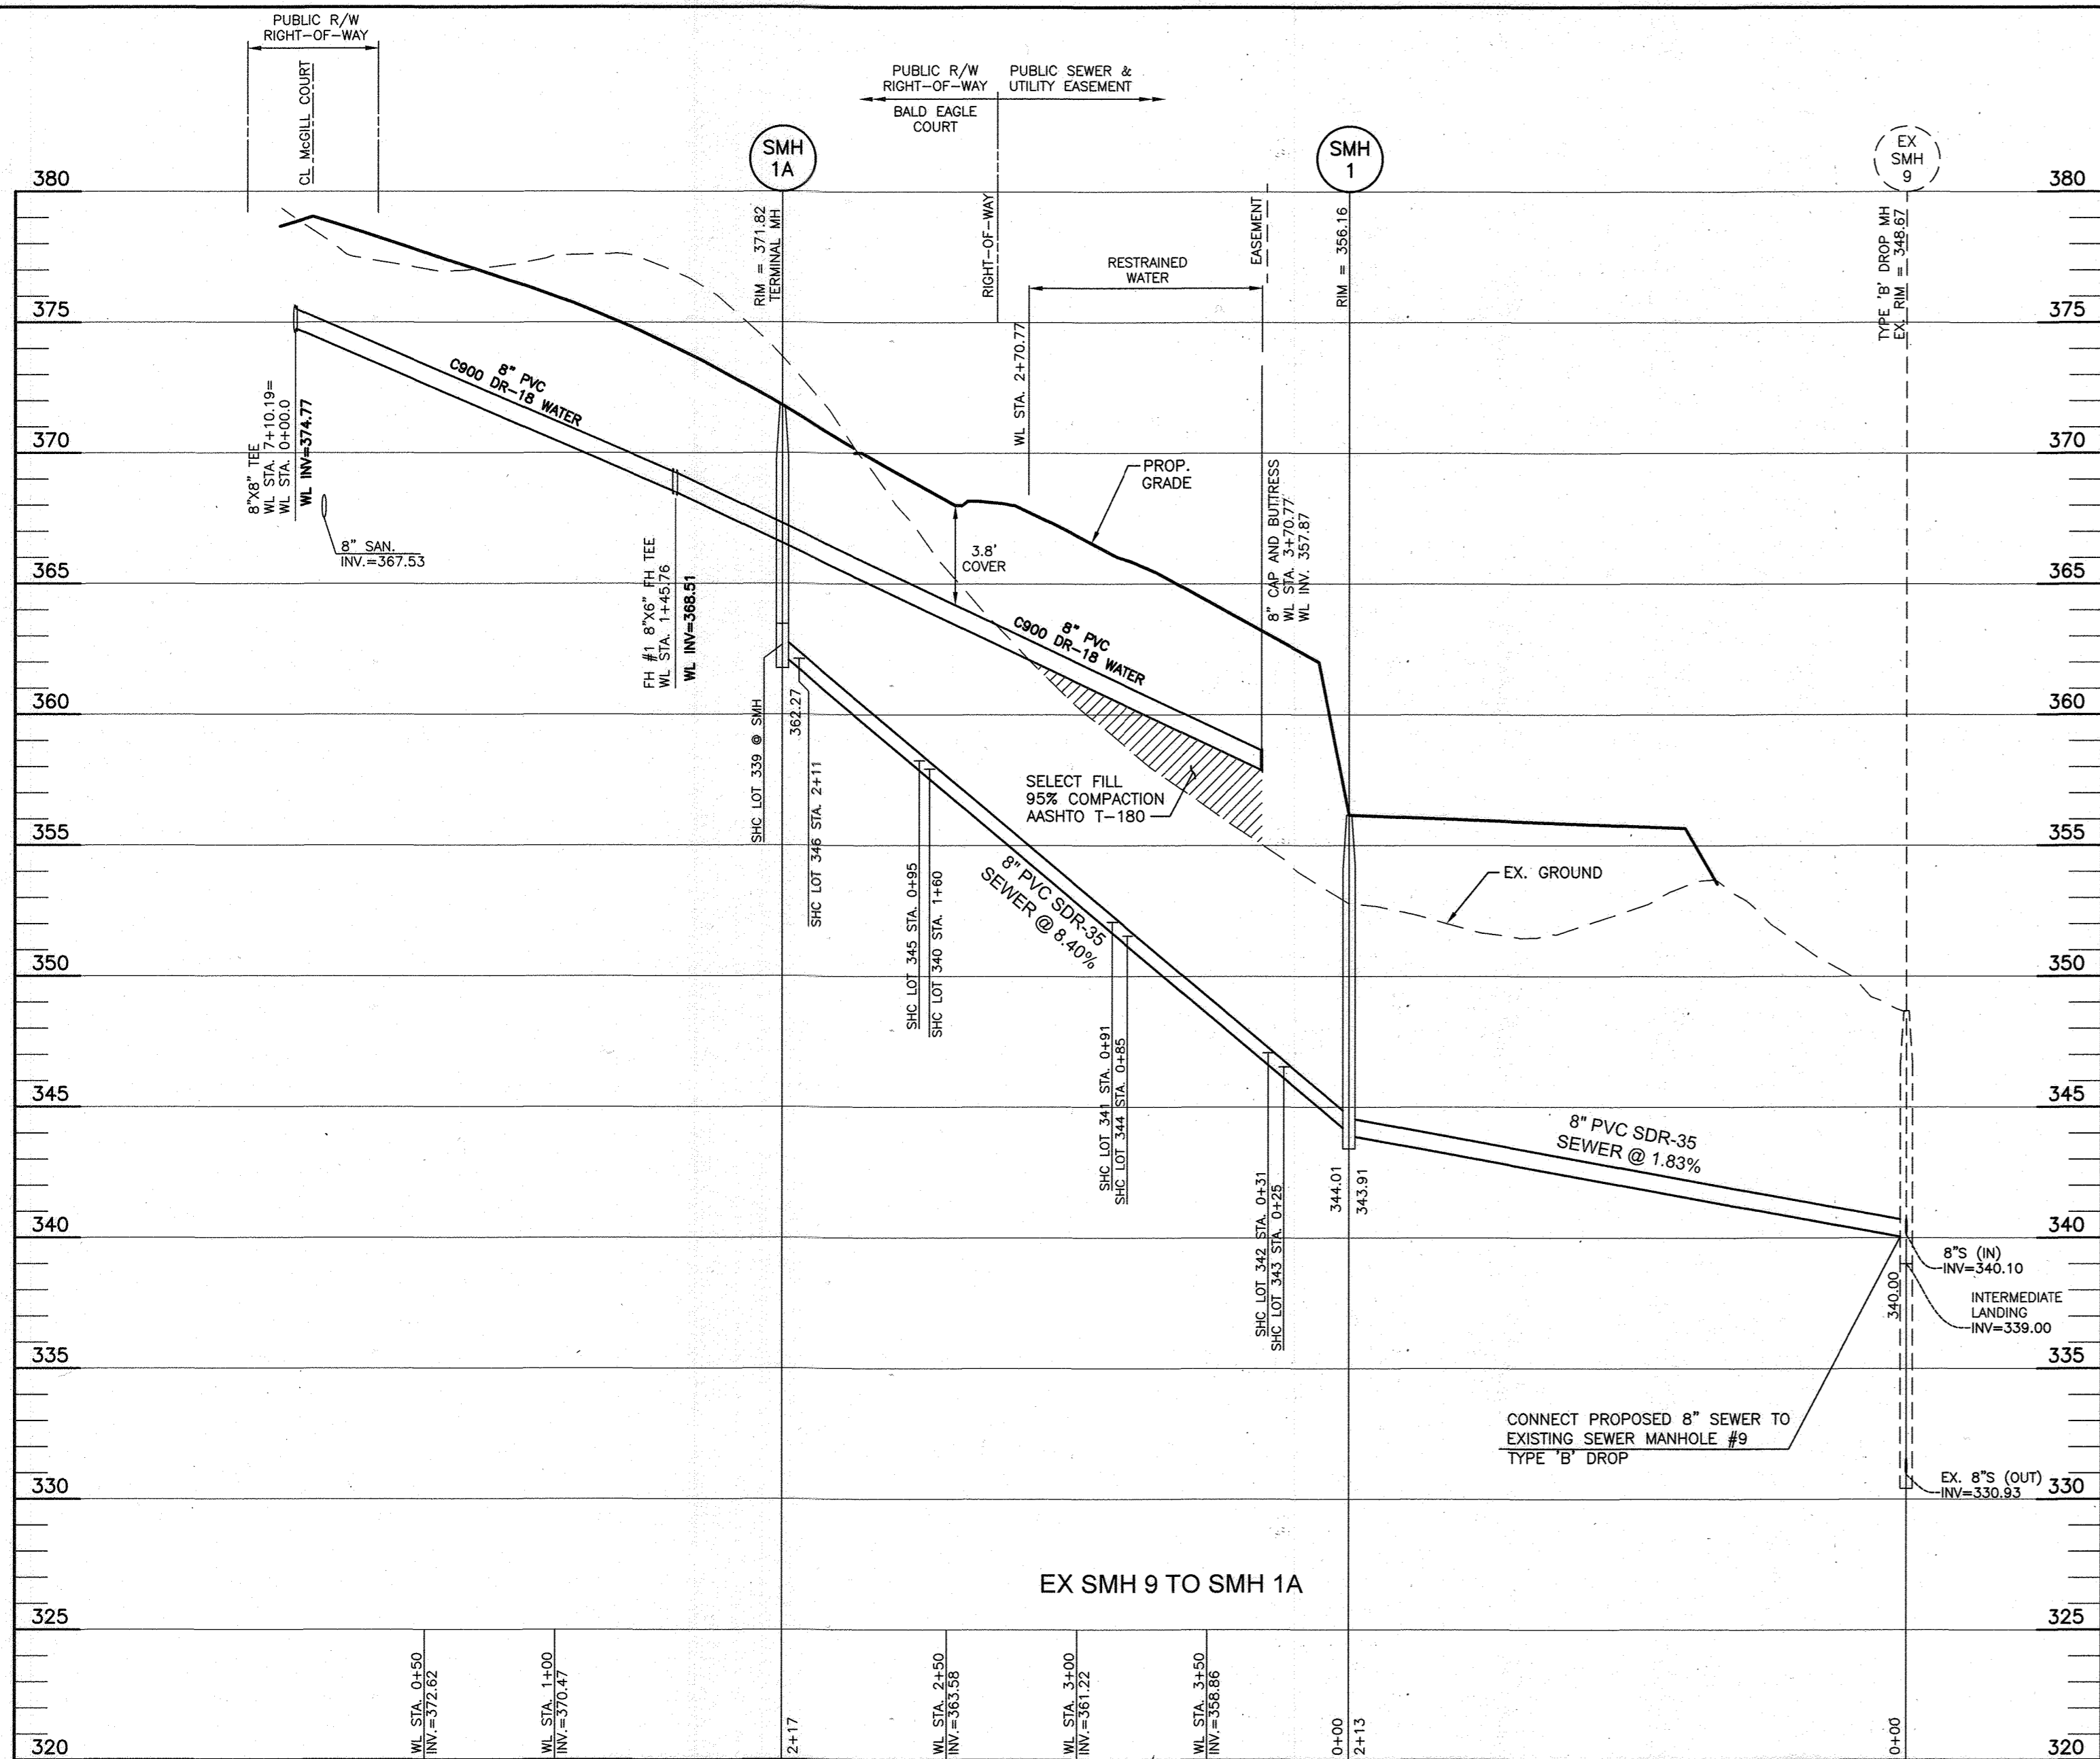 PUBLIC R/W
RIGHT-OF-WAY
CL McGILL COURT
PUBLIC R/W
RIGHT-OF-WAY
BALD EAGLE
COURT
PUBLIC SEWER &
UTILITY EASEMENT
SMH
1A
SMH
1
EX
SMH
9
380
380
RIM = 371.82
TERMINAL MH
RIGHT-OF-WAY
EASEMENT
RIM = 356.16
TYPE 'B' DROP MH
EX. RIM = 348.67
RESTRAINED
WATER
375
375
WL STA. 2+70.77
8" PVC
C900 DR-18 WATER
8"X8" TEE
WL STA. 7+10.19=
WL STA. 0+00.0
WL INV=374.77
370
370
PROP.
GRADE
8" CAP AND BUTTRESS
WL STA. 3+70.77
WL INV. 357.87
8" SAN.
INV.=367.53
3.8'
COVER
365
365
FH #1 8"X6" FH TEE
WL STA. 1+45.76
WL INV=368.51
8" PVC
C900 DR-18 WATER
360
360
SHC LOT 339 @ SMH
362.27
SHC LOT 346 STA. 2+11
SELECT FILL
95% COMPACTION
AASHTO T-180
355
355
EX. GROUND
8" PVC SDR-35
SEWER @ 8.40%
SHC LOT 345 STA. 0+95
SHC LOT 340 STA. 1+60
350
350
SHC LOT 341 STA. 0+91
SHC LOT 344 STA. 0+85
345
345
8" PVC SDR-35
SEWER @ 1.83%
SHC LOT 342 STA. 0+31
SHC LOT 343 STA. 0+25
344.01
343.91
340
340
8"S (IN)
INV=340.10
340.00
INTERMEDIATE
LANDING
INV=339.00
335
335
CONNECT PROPOSED 8" SEWER TO
EXISTING SEWER MANHOLE #9
TYPE 'B' DROP
EX. 8"S (OUT)
INV=330.93
330
330
EX SMH 9 TO SMH 1A
325
325
WL STA. 0+50
INV.=372.62
WL STA. 1+00
INV.=370.47
2+17
WL STA. 2+50
INV.=363.58
WL STA. 3+00
INV.=361.22
WL STA. 3+50
INV.=358.86
0+00
2+13
0+00
320
320